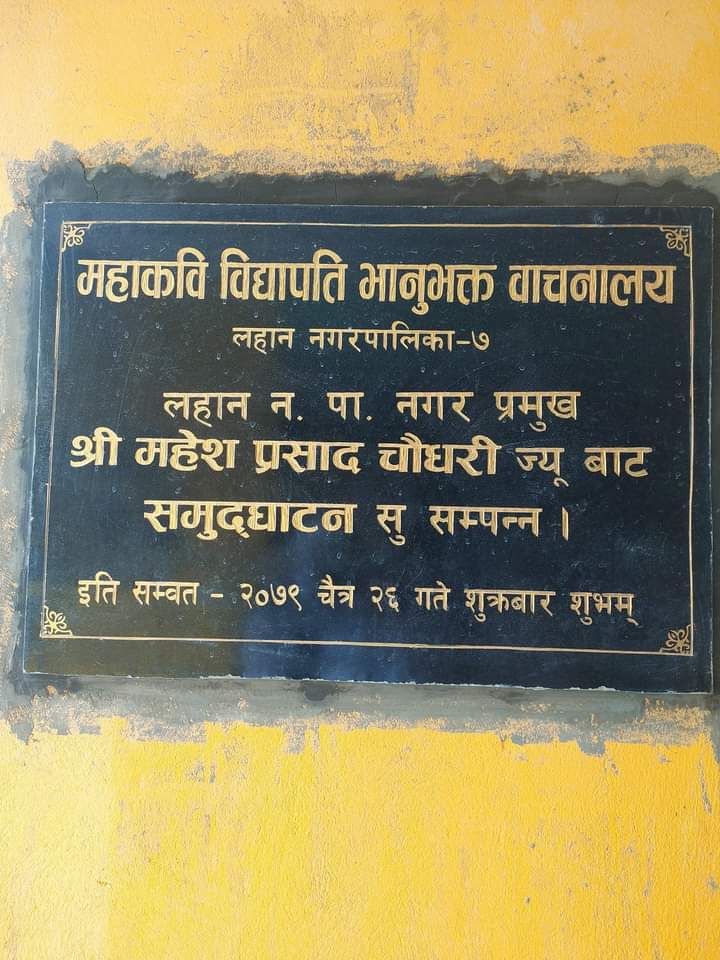 महाकवि विद्यापति भानुभक्त वाचनालय
लहान नगरपालिका-७
लहान न. पा. नगर प्रमुख
श्री महेश प्रसाद चौधरी ज्यू बाट
समुद्घाटन सु सम्पन्न ।
इति सम्वत - २०७९ चैत्र २६ गते शुक्रबार शुभम्